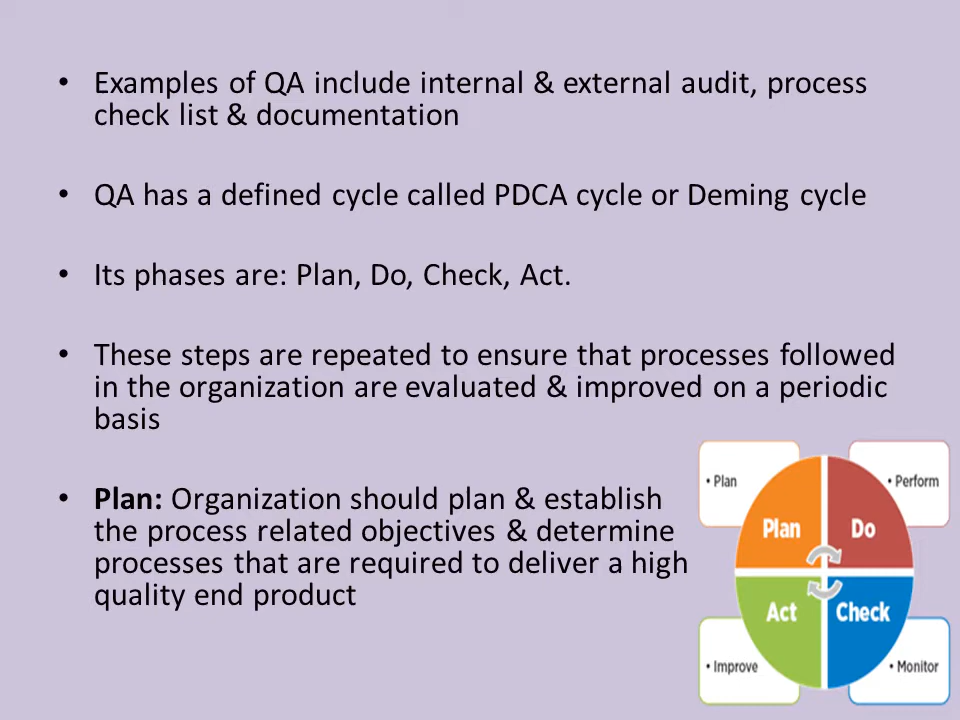 • Examples of QA include internal & external audit, process
check list & documentation
• QA has a defined cycle called PDCA cycle or Deming cycle
• Its phases are: Plan, Do, Check, Act.
• These steps are repeated to ensure that processes followed
in the organization are evaluated & improved on a periodic
basis
• Plan: Organization should plan & establish
the process related objectives & determine
processes that are required to deliver a high
quality end product
• Plan
• Perform
Plan
Do
Act
Check
• Improve
• Monitor